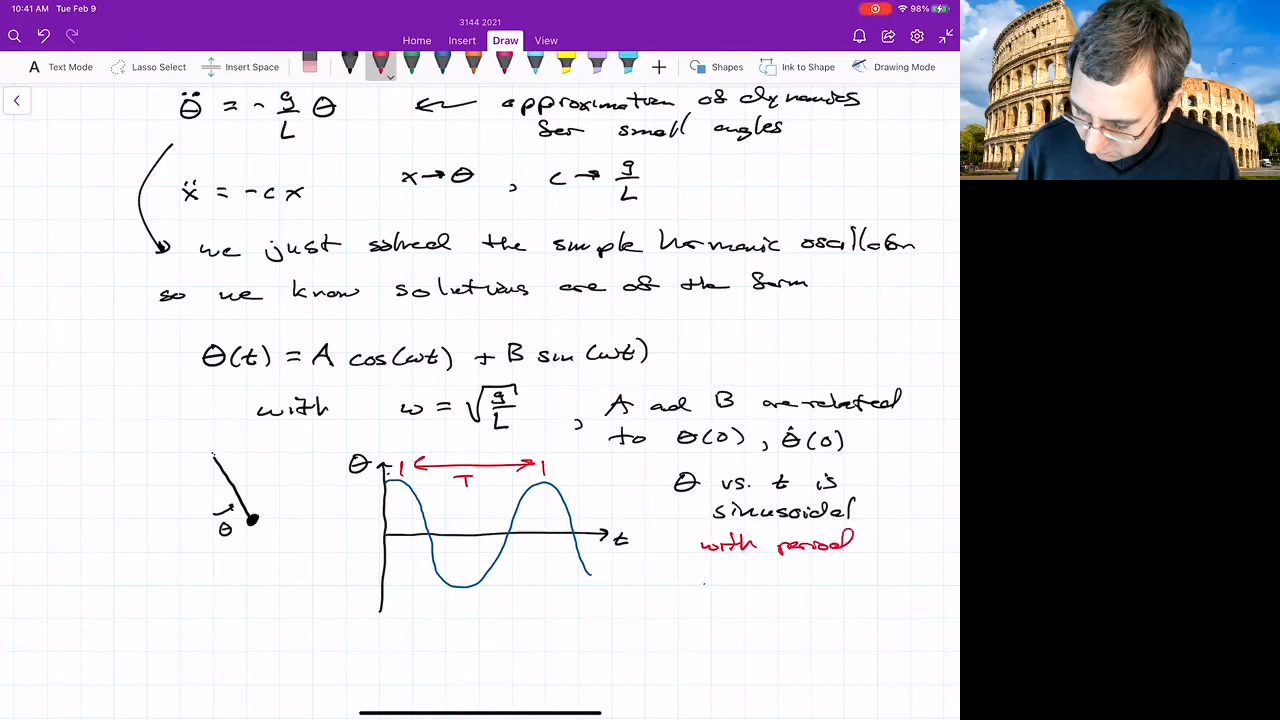 10:41 AM Tue Feb 9
98%
3144 2021
Home Insert Draw View
Text Mode Lasso Select Insert Space Shapes Ink to Shape Drawing Mode
θ̈ = - g/L θ ← approximation of dynamics
for small angles
ẍ = -c x x → θ , c → g/L
we just solved the simple harmonic oscillator
so we know solutions are of the form
θ(t) = A cos(ωt) + B sin(ωt)
with ω = √(g/L) , A ad B are related
to θ(0), θ̇(0)
θ
T
t
θ
θ vs. t is
sinusoidal
with period